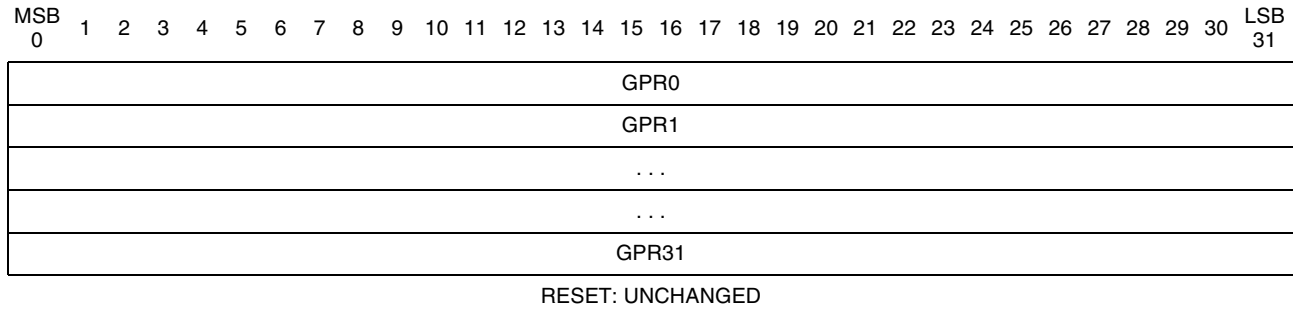 MSB 0 1 2 3 4 5 6 7 8 9 10 11 12 13 14 15 16 17 18 19 20 21 22 23 24 25 26 27 28 29 30 LSB 31
GPR0
GPR1
. . .
. . .
GPR31
RESET: UNCHANGED